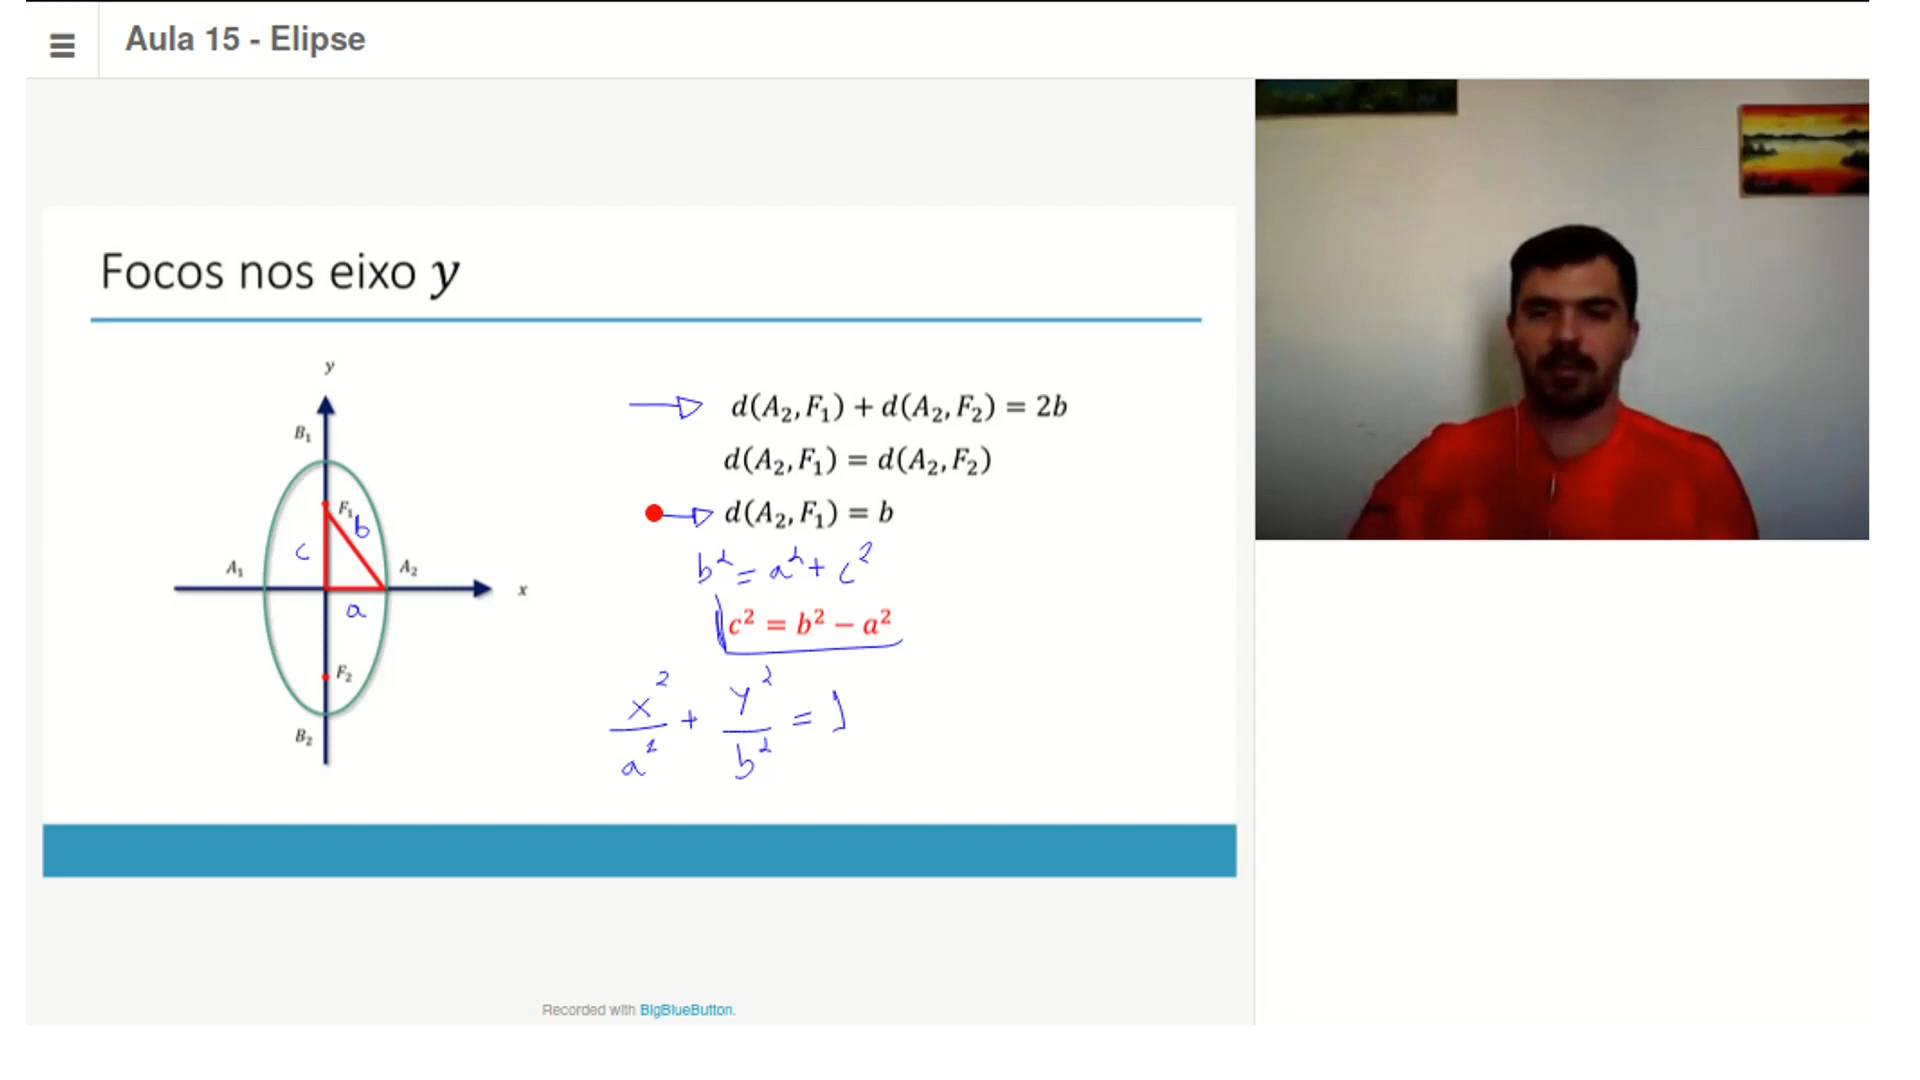 Aula 15 - Elipse
Focos nos eixo y
y
B₁
F₁
b
c
A₁
A₂
x
a
F₂
B₂
d(A₂, F₁) + d(A₂, F₂) = 2b
d(A₂, F₁) = d(A₂, F₂)
d(A₂, F₁) = b
b² = a² + c²
c² = b² − a²
x²/a² + y²/b² = 1
Recorded with BigBlueButton.